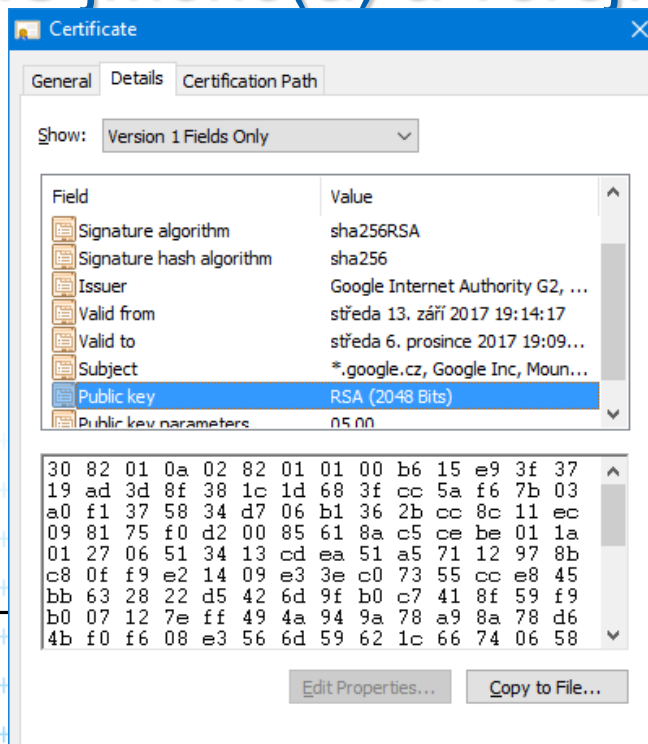 Certificate
General Details Certification Path
Show: Version 1 Fields Only
Field Value
Signature algorithm sha256RSA
Signature hash algorithm sha256
Issuer Google Internet Authority G2, ...
Valid from středa 13. září 2017 19:14:17
Valid to středa 6. prosince 2017 19:09...
Subject *.google.cz, Google Inc, Moun...
Public key RSA (2048 Bits)
Public key parameters 05 00
30 82 01 0a 02 82 01 01 00 b6 15 e9 3f 37
19 ad 3d 8f 38 1c 1d 68 3f cc 5a f6 7b 03
a0 f1 37 58 34 d7 06 b1 36 2b cc 8c 11 ec
09 81 75 f0 d2 00 85 61 8a c5 ce be 01 1a
01 27 06 51 34 13 cd ea 51 a5 71 12 97 8b
c8 0f f9 e2 14 09 e3 3e c0 73 55 cc e8 45
bb 63 28 22 d5 42 6d 9f b0 c7 41 8f 59 f9
b0 07 12 7e ff 49 4a 94 9a 78 a9 8a 78 d6
4b f0 f6 08 e3 56 6d 59 62 1c 66 74 06 58
Edit Properties... Copy to File...